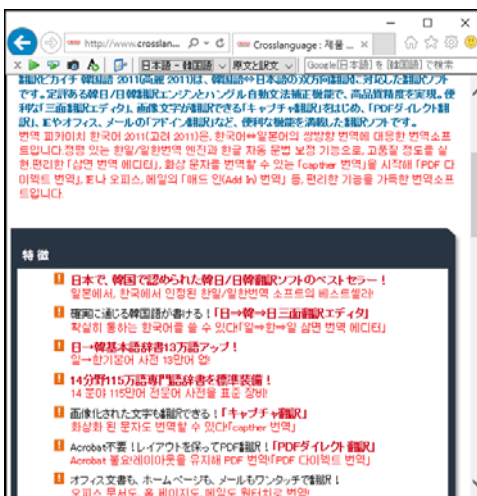 http://www.crosslan...
Crosslanguage : 제품 ...
日本語 - 韓国語
原文と訳文
Google[日本語] を [韓国語] で検索
翻訳ピカイチ 韓国語 2011(高麗 2011)は、韓国語⇔日本語の双方向翻訳に対応した翻訳ソフト
です。定評ある韓日/日韓翻訳エンジンとハングル自動文法補正機能で、高品質精度を実現。便
利な「三面翻訳エディタ」、画像文字が翻訳できる「キャプチャ翻訳」をはじめ、「PDFダイレクト翻
訳」、IEやオフィス、メールの「アドイン翻訳」など、便利な機能を満載した翻訳ソフトです。
번역 피카이치 한국어 2011(고려 2011)은, 한국어⇔일본어의 쌍방향 번역에 대응한 번역소프
트입니다.정평 있는 한일/일한번역 엔진과 한글 자동 문법 보정 기능으로, 고품질 정도를 실
현.편리한 「삼면 번역 에디터」, 화상 문자를 번역할 수 있는 「capther 번역」을 시작해 「PDF 다
이렉트 번역」, IE나 오피스, 메일의 「애드 인(Add In) 번역」 등, 편리한 기능을 가득한 번역소프
트입니다.
特徴
日本で、韓国で認められた韓日/日韓翻訳ソフトのベストセラー!
일본에서, 한국에서 인정된 한일/일한번역 소프트의 베스트셀러!
確実に通じる韓国語が書ける!「日→韓→日三面翻訳エディタ」
확실히 통하는 한국어를 쓸 수 있다!「일→한→일 삼면 번역 에디터」
日→韓基本語辞書13万語アップ!
일→한기본어 사전 13만어 업!
14分野115万語専門語辞書を標準装備!
14 분야 115만어 전문어 사전을 표준 장비!
画像化された文字も翻訳できる!「キャプチャ翻訳」
화상화 된 문자도 번역할 수 있다!「capther 번역」
Acrobat不要!レイアウトを保ってPDF翻訳!「PDFダイレクト翻訳」
Acrobat 불요!레이아웃을 유지해 PDF 번역!「PDF 다이렉트 번역」
オフィス文書も、ホームページも、メールもワンタッチで翻訳!
오피스 문서도, 홈 페이지도, 메일도 원터치로 번역!